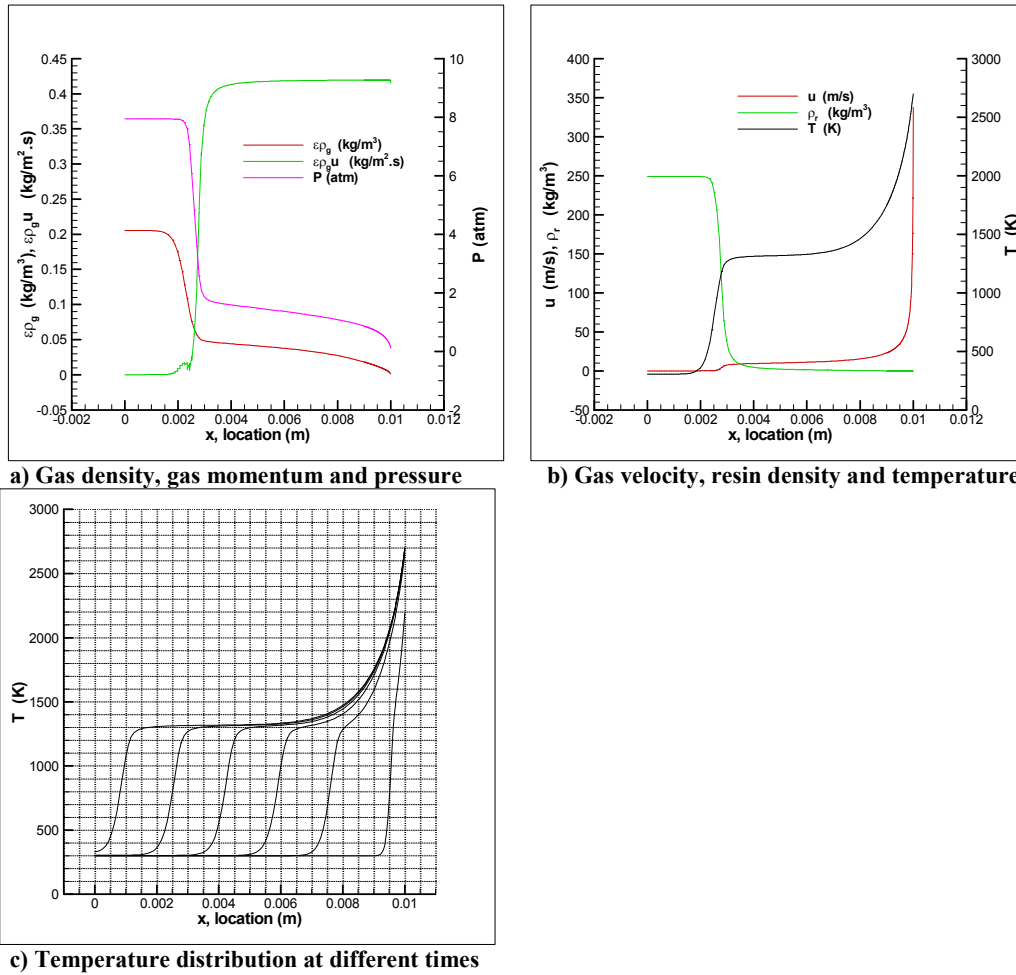 0.45
0.4
0.35
0.3
0.25
0.2
0.15
0.1
0.05
0
-0.05
ερg (kg/m³), ερgu (kg/m².s)
10
8
6
4
2
0
-2
P (atm)
ερg (kg/m³)
ερgu (kg/m².s)
P (atm)
-0.002 0 0.002 0.004 0.006 0.008 0.01 0.012
x, location (m)
a) Gas density, gas momentum and pressure
400
350
300
250
200
150
100
50
0
50
u (m/s), ρr (kg/m³)
3000
2500
2000
1500
1000
500
0
T (K)
u (m/s)
ρr (kg/m³)
T (K)
-0.002 0 0.002 0.004 0.006 0.008 0.01 0.012
x, location (m)
b) Gas velocity, resin density and temperature
3000
2500
2000
1500
1000
500
0
T (K)
0 0.002 0.004 0.006 0.008 0.01
x, location (m)
c) Temperature distribution at different times